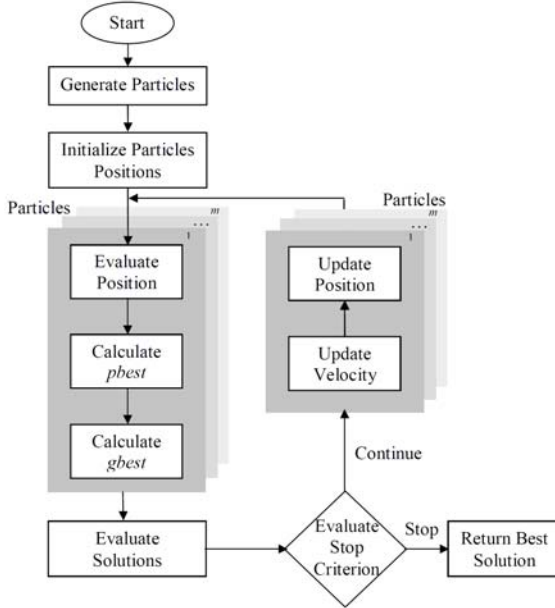 Start
Generate Particles
Initialize Particles
Positions
Particles
m
...
1
Evaluate
Position
Calculate
pbest
Calculate
gbest
Evaluate
Solutions
Particles
m
...
1
Update
Position
Update
Velocity
Continue
Evaluate
Stop
Criterion
Stop
Return Best
Solution